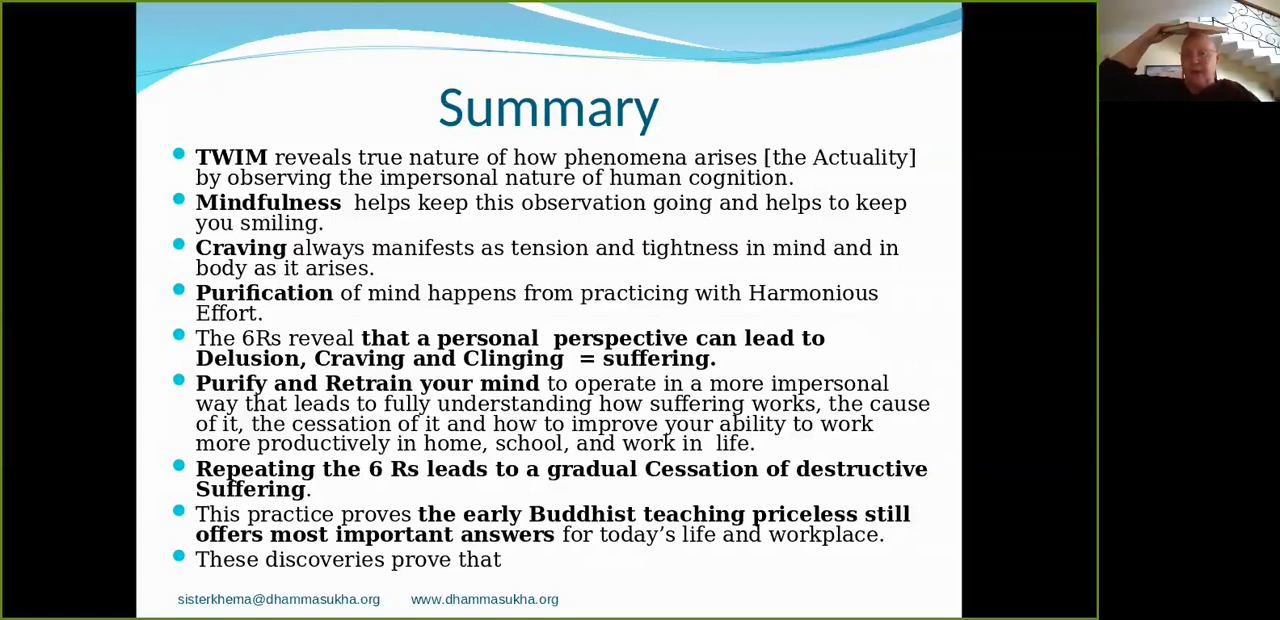 Summary
TWIM reveals true nature of how phenomena arises [the Actuality]
by observing the impersonal nature of human cognition.
Mindfulness  helps keep this observation going and helps to keep
you smiling.
Craving always manifests as tension and tightness in mind and in
body as it arises.
Purification of mind happens from practicing with Harmonious
Effort.
The 6Rs reveal that a personal  perspective can lead to
Delusion, Craving and Clinging  = suffering.
Purify and Retrain your mind to operate in a more impersonal
way that leads to fully understanding how suffering works, the cause
of it, the cessation of it and how to improve your ability to work
more productively in home, school, and work in  life.
Repeating the 6 Rs leads to a gradual Cessation of destructive
Suffering.
This practice proves the early Buddhist teaching priceless still
offers most important answers for today’s life and workplace.
These discoveries prove that
sisterkhema@dhammasukha.org www.dhammasukha.org